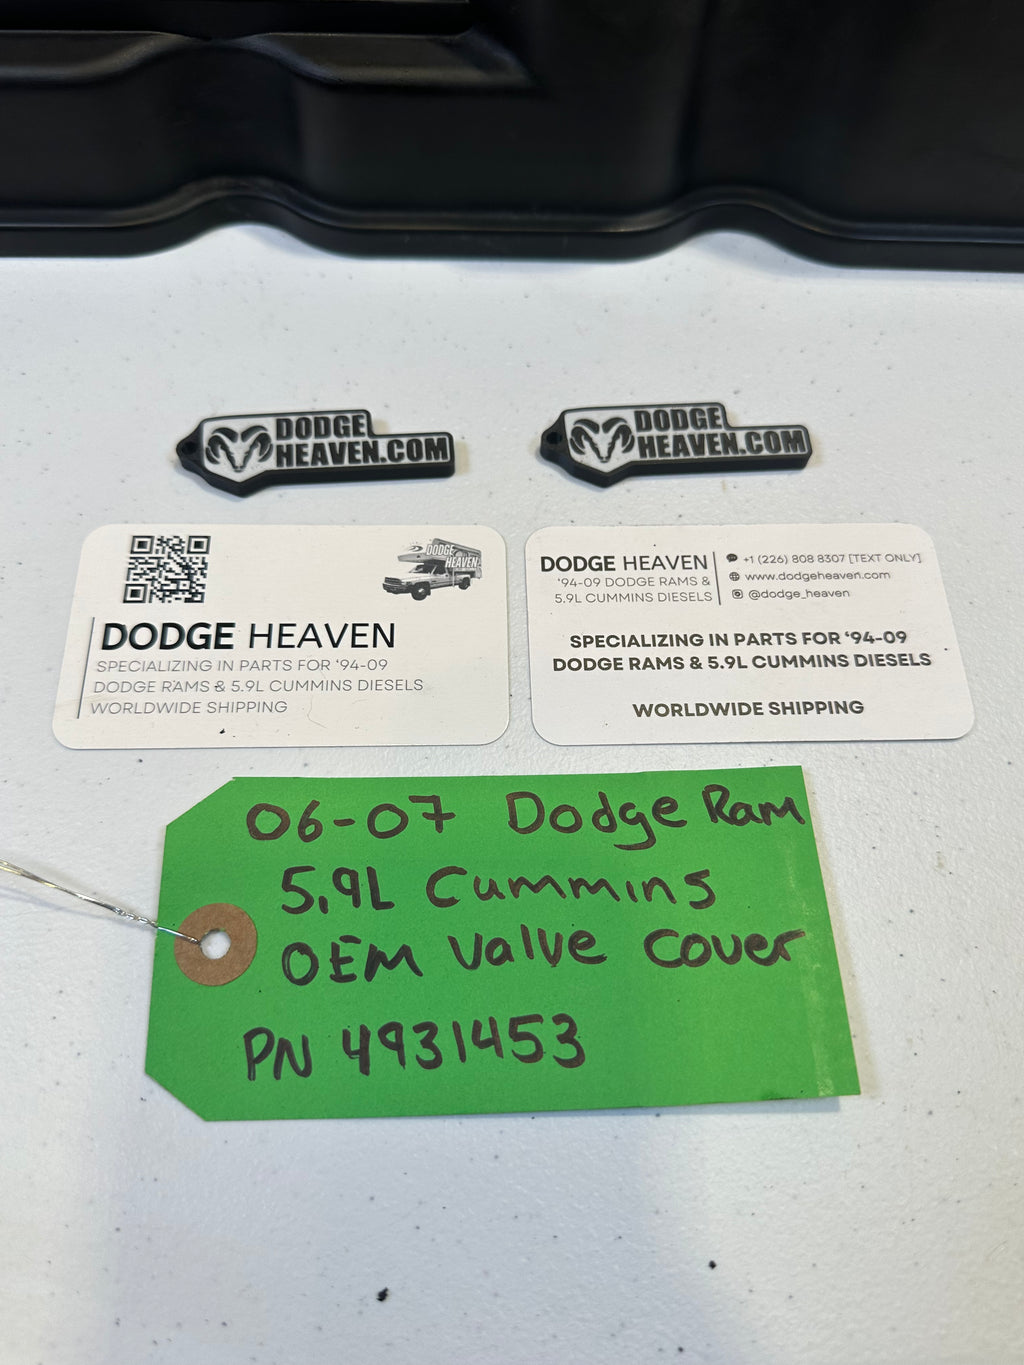 DODGE
HEAVEN.COM
DODGE
HEAVEN.COM
DODGE
HEAVEN
DODGE HEAVEN
SPECIALIZING IN PARTS FOR ‘94-09
DODGE RAMS & 5.9L CUMMINS DIESELS
WORLDWIDE SHIPPING
DODGE HEAVEN
‘94-09 DODGE RAMS &
5.9L CUMMINS DIESELS
+1 (226) 808 8307 [TEXT ONLY]
www.dodgeheaven.com
@dodge_heaven
SPECIALIZING IN PARTS FOR ‘94-09
DODGE RAMS & 5.9L CUMMINS DIESELS
WORLDWIDE SHIPPING
06-07 Dodge Ram
5.9L Cummins
OEM Valve Cover
PN 4931453